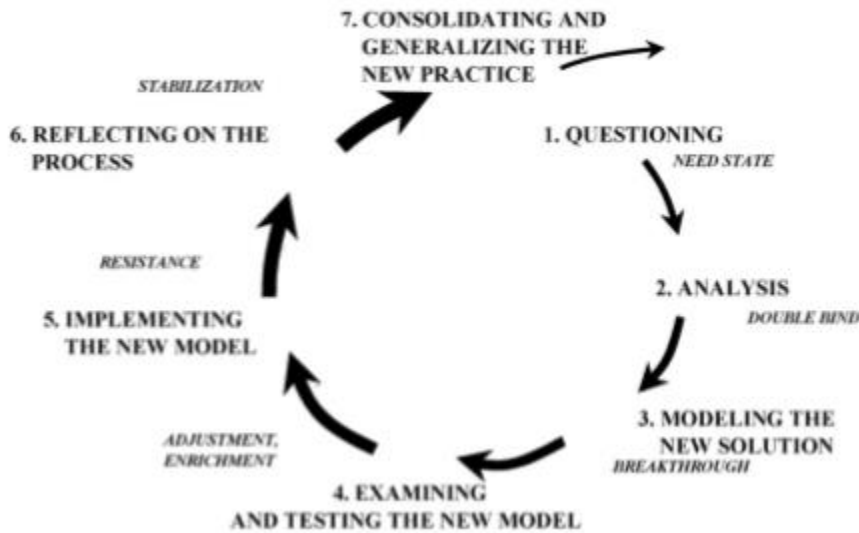 7. CONSOLIDATING AND
GENERALIZING THE
NEW PRACTICE
STABILIZATION
6. REFLECTING ON THE
PROCESS
1. QUESTIONING
NEED STATE
RESISTANCE
2. ANALYSIS
DOUBLE BIND
5. IMPLEMENTING
THE NEW MODEL
3. MODELING THE
NEW SOLUTION
BREAKTHROUGH
ADJUSTMENT,
ENRICHMENT
4. EXAMINING
AND TESTING THE NEW MODEL